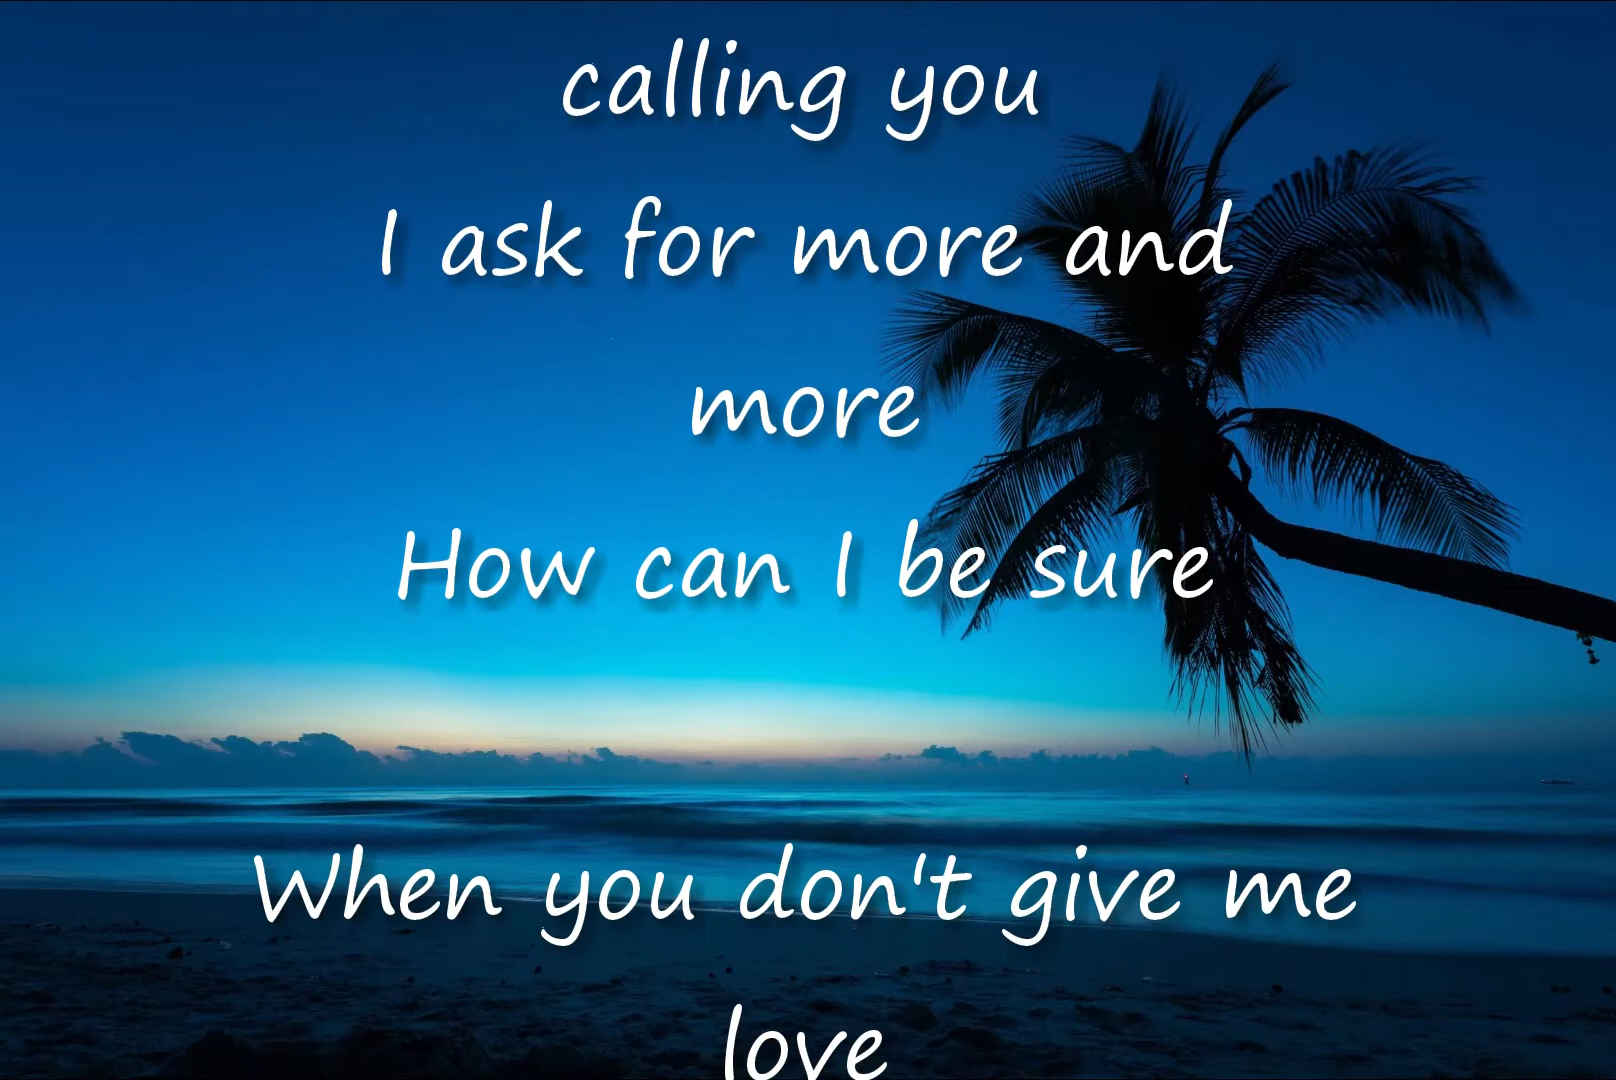 calling you
I ask for more and
more
How can I be sure
When you don't give me
love